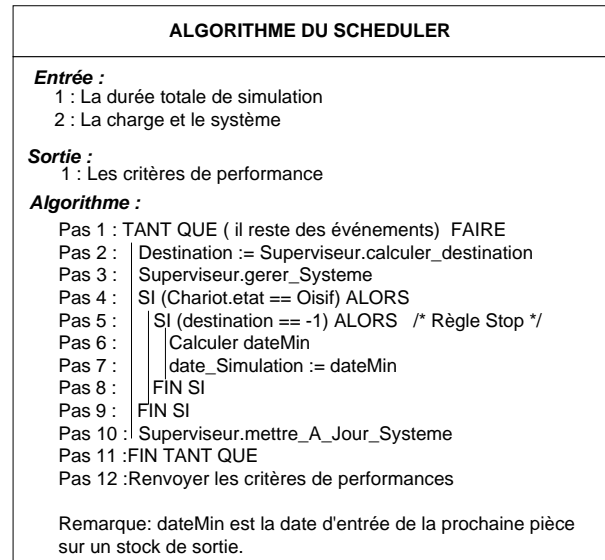 ALGORITHME DU SCHEDULER
Entrée :
1 : La durée totale de simulation
2 : La charge et le système
Sortie :
1 : Les critères de performance
Algorithme :
Pas 1 : TANT QUE ( il reste des événements) FAIRE
Pas 2 : Destination := Superviseur.calculer_destination
Pas 3 : Superviseur.gerer_Systeme
Pas 4 : SI (Chariot.etat == Oisif) ALORS
Pas 5 : SI (destination == -1) ALORS /* Règle Stop */
Pas 6 : Calculer dateMin
Pas 7 : date_Simulation := dateMin
Pas 8 : FIN SI
Pas 9 : FIN SI
Pas 10 : Superviseur.mettre_A_Jour_Systeme
Pas 11 :FIN TANT QUE
Pas 12 :Renvoyer les critères de performances
Remarque: dateMin est la date d'entrée de la prochaine pièce
sur un stock de sortie.